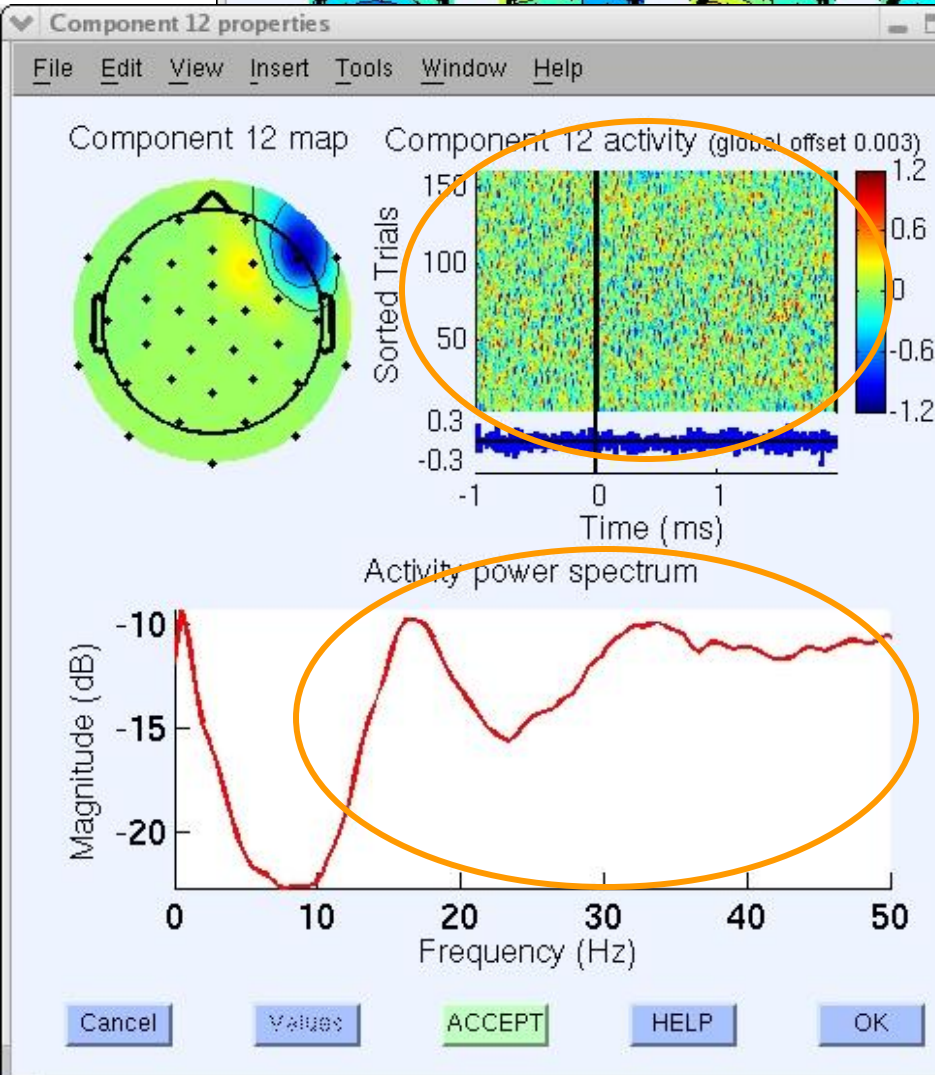 Component 12 properties
File Edit View Insert Tools Window Help
Component 12 map
Component 12 activity (global offset 0.003)
Sorted Trials
150
100
50
0.3
-0.3
-1 0 1
Time (ms)
1.2
0.6
0
-0.6
-1.2
Activity power spectrum
Magnitude (dB)
-10
-15
-20
0 10 20 30 40 50
Frequency (Hz)
Cancel Values ACCEPT HELP OK